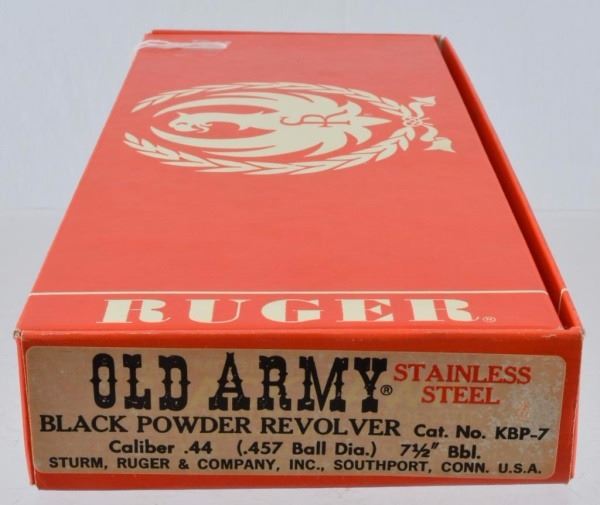 R
RUGER®
OLD ARMY® STAINLESS STEEL
BLACK POWDER REVOLVER Cat. No. KBP-7
Caliber .44 (.457 Ball Dia.) 7½" Bbl.
STURM, RUGER & COMPANY, INC., SOUTHPORT, CONN. U.S.A.